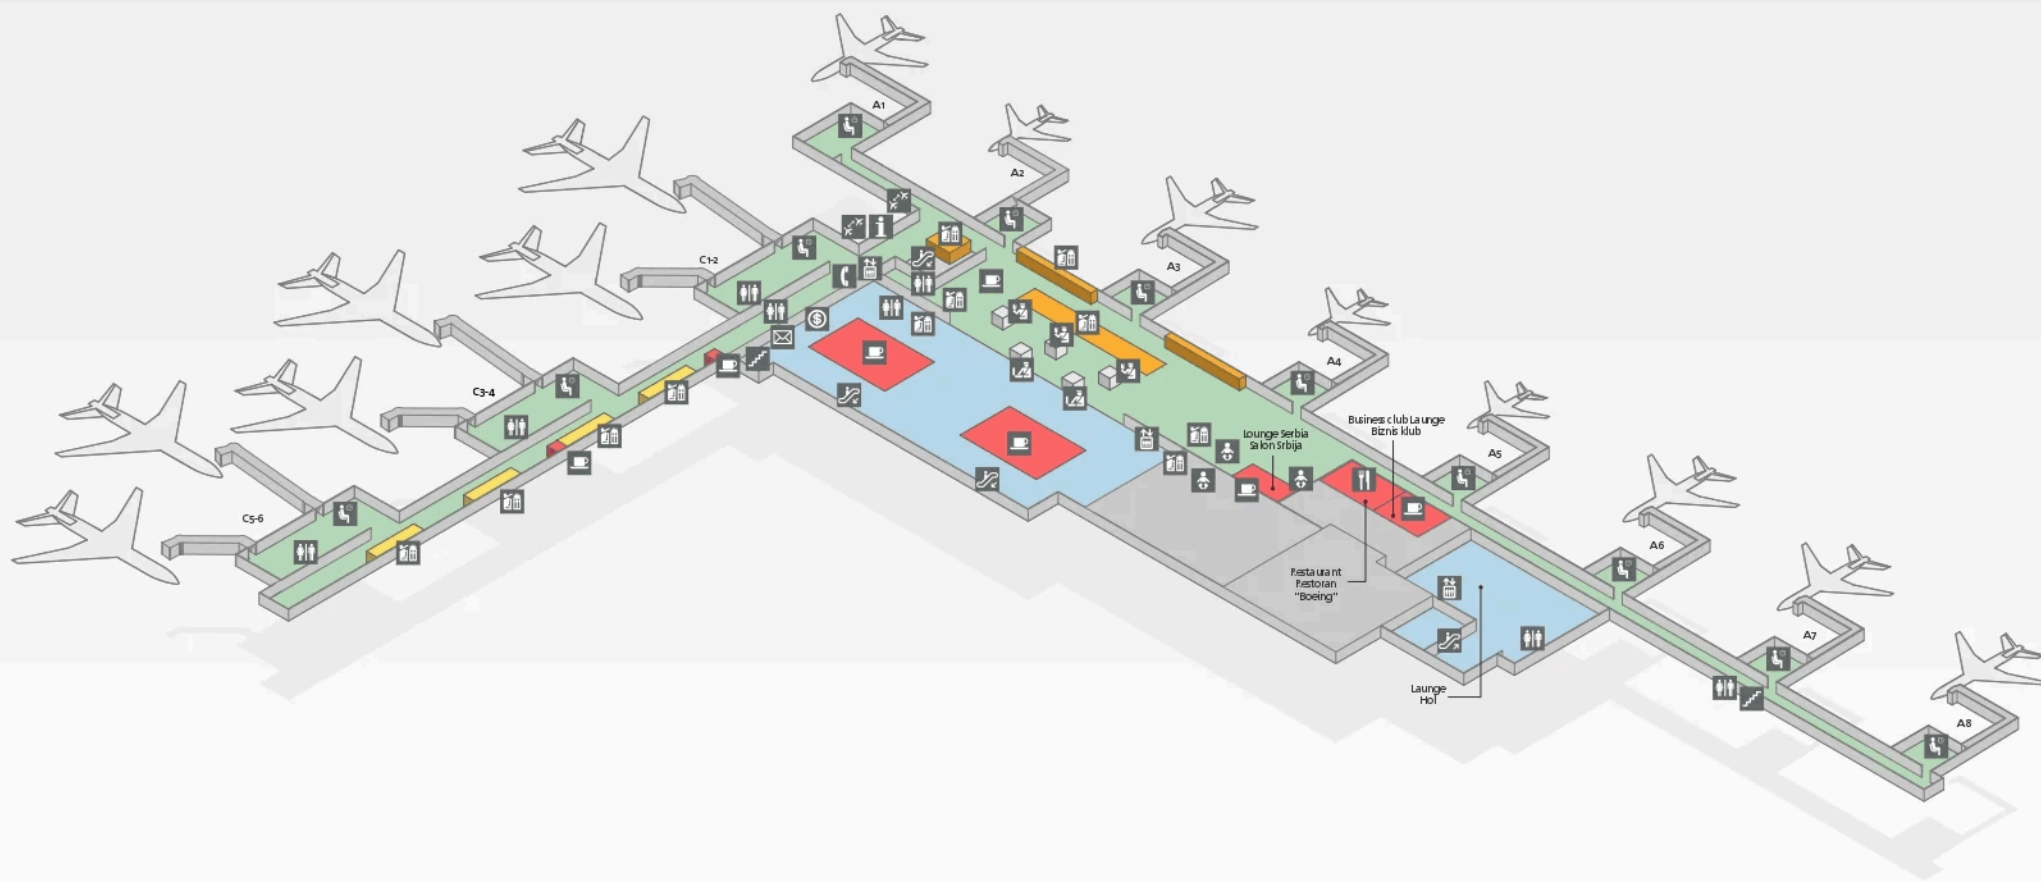 A1
A2
C1-2
A3
A4
C3-4
Business club Launge
Biznis klub
Lounge Serbia
Salon Srbija
A5
C5-6
A6
Restaurant
Restoran
"Boeing"
A7
Launge
Hol
A8